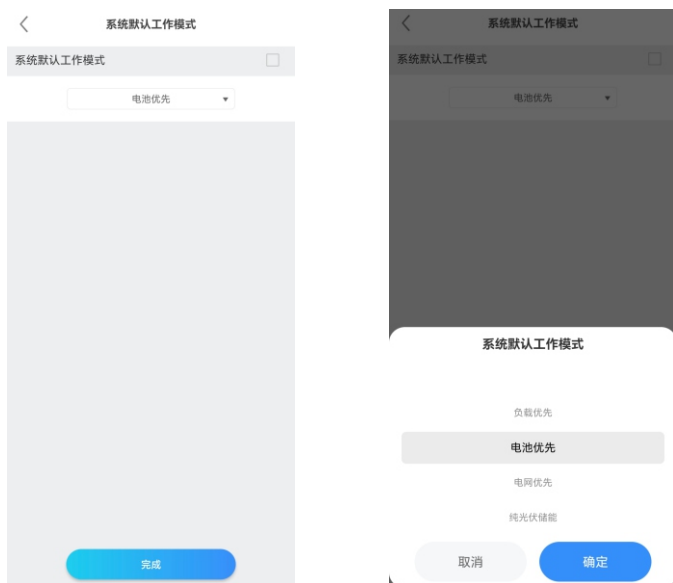 系统默认工作模式
系统默认工作模式
电池优先
完成
系统默认工作模式
系统默认工作模式
电池优先
系统默认工作模式
负载优先
电池优先
电网优先
纯光伏储能
取消
确定